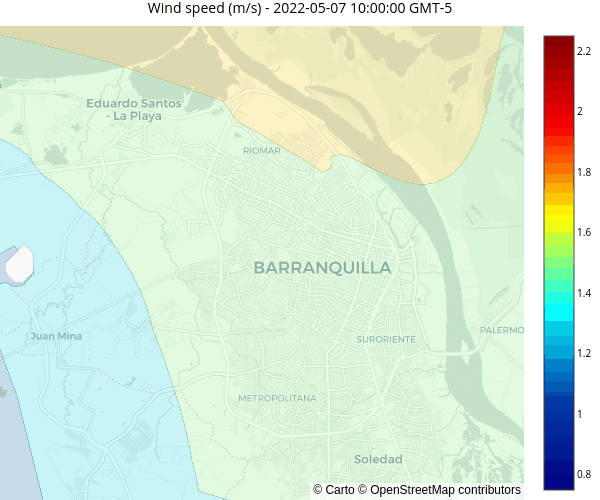 Wind speed (m/s) - 2022-05-07 10:00:00 GMT-5
2.2
Eduardo Santos
- La Playa
2
RIOMAR
1.8
1.6
BARRANQUILLA
1.4
Juan Mina
SURORIENTE
PALERMO
1.2
METROPOLITANA
1
Soledad
0.8
© Carto © OpenStreetMap contributors